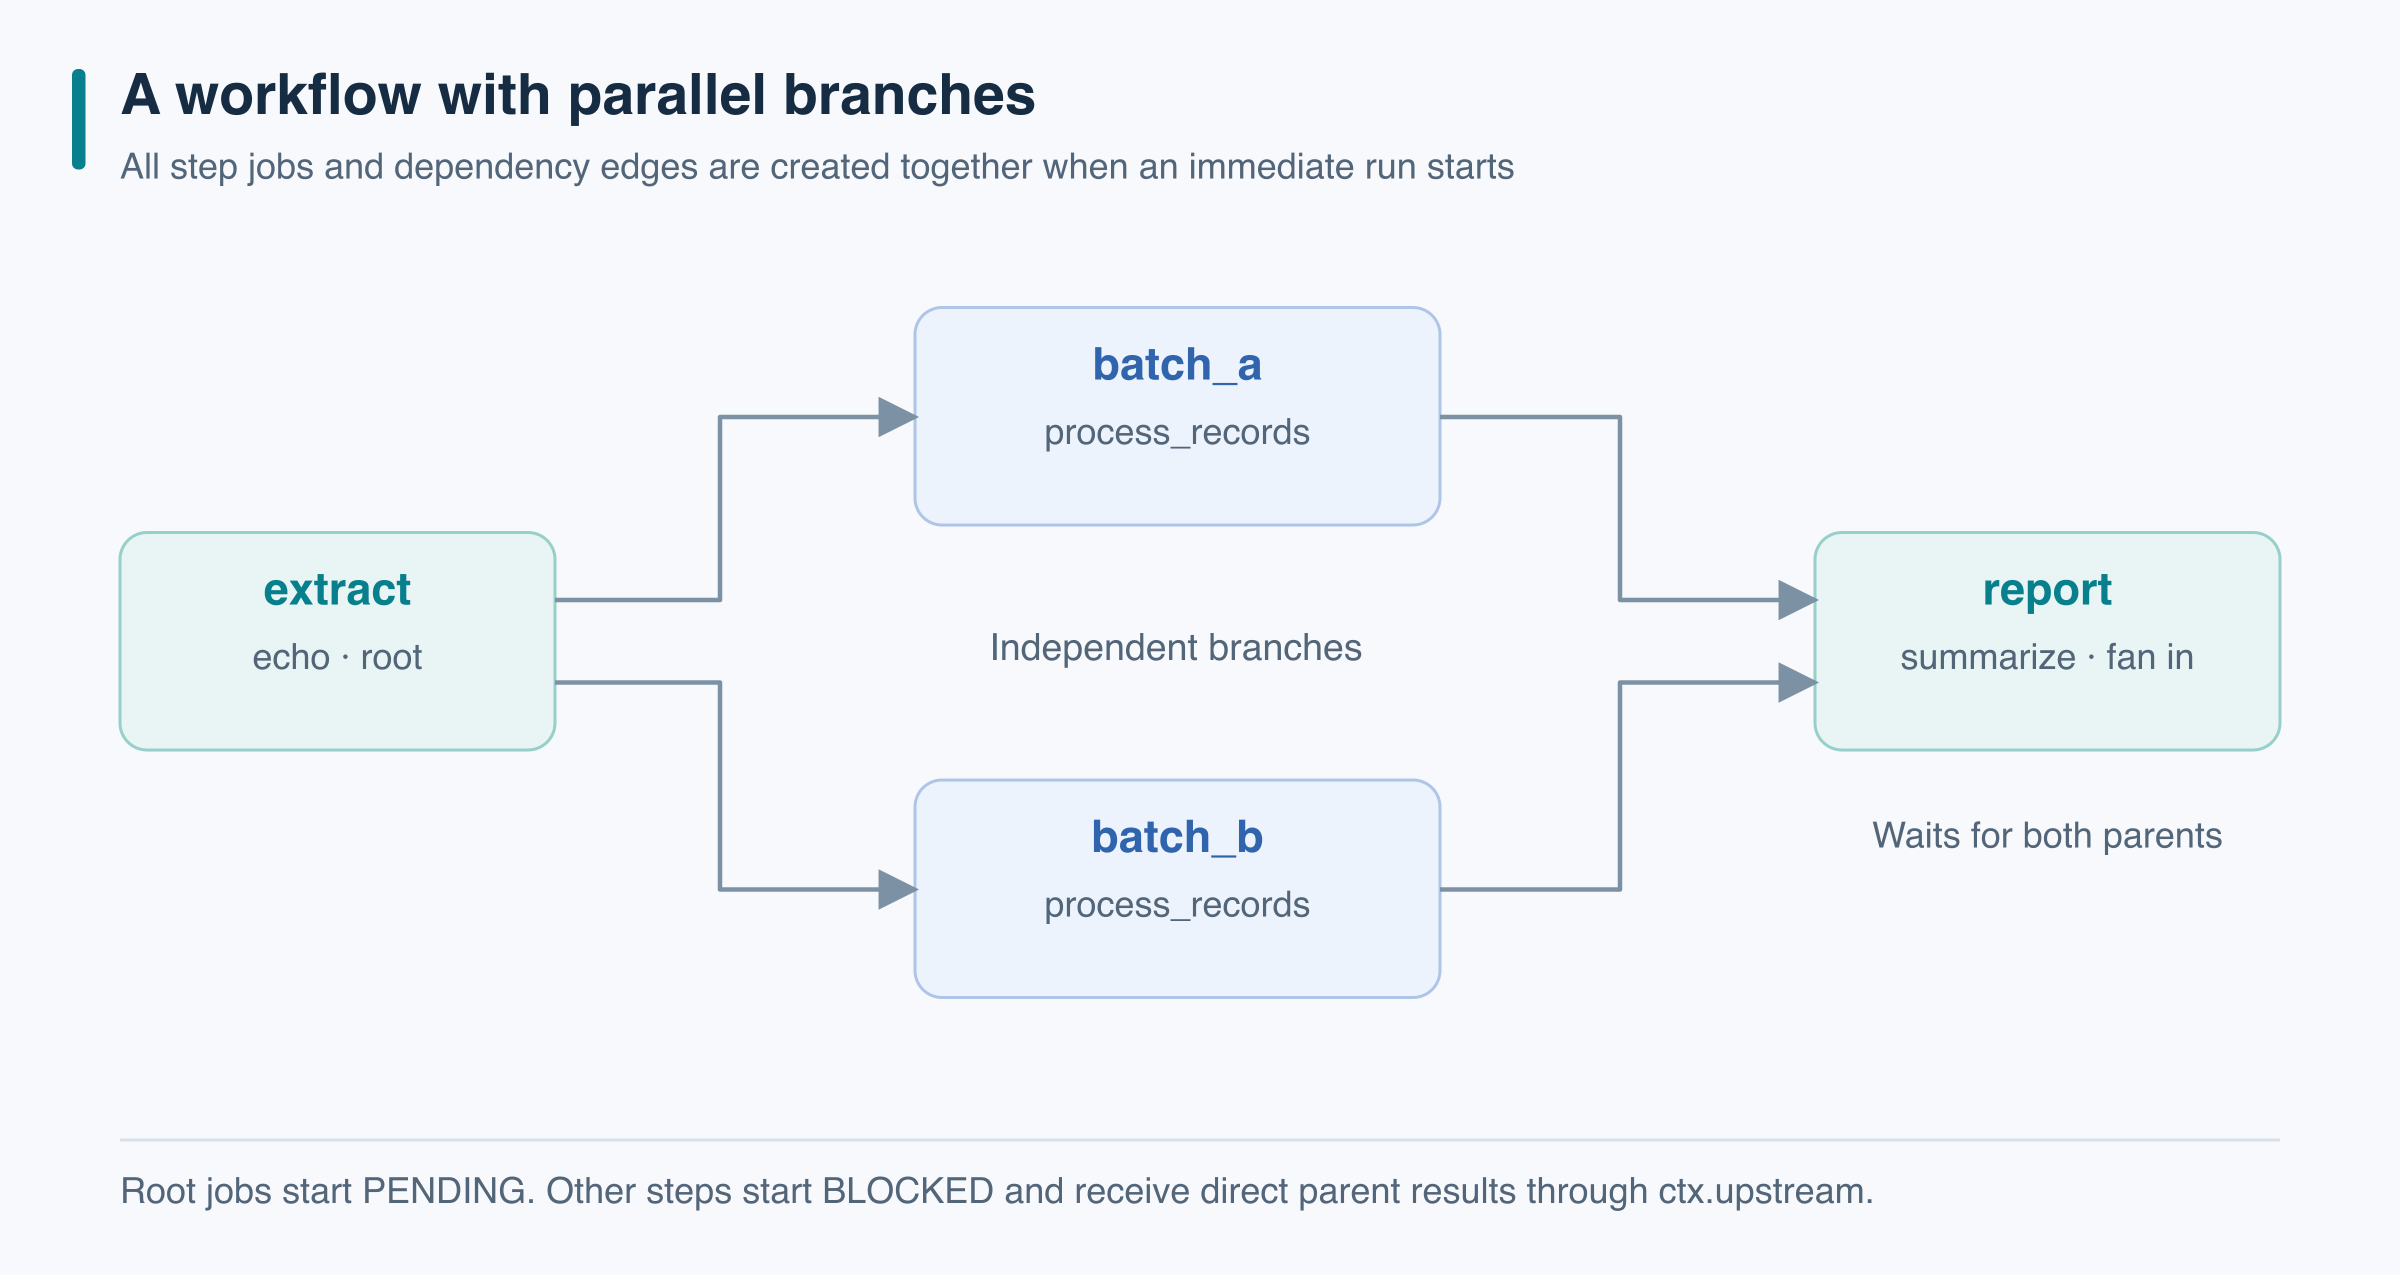 A workflow with parallel branches
All step jobs and dependency edges are created together when an immediate run starts
batch_a
process_records
extract
echo · root
Independent branches
report
summarize · fan in
batch_b
process_records
Waits for both parents
Root jobs start PENDING. Other steps start BLOCKED and receive direct parent results through ctx.upstream.